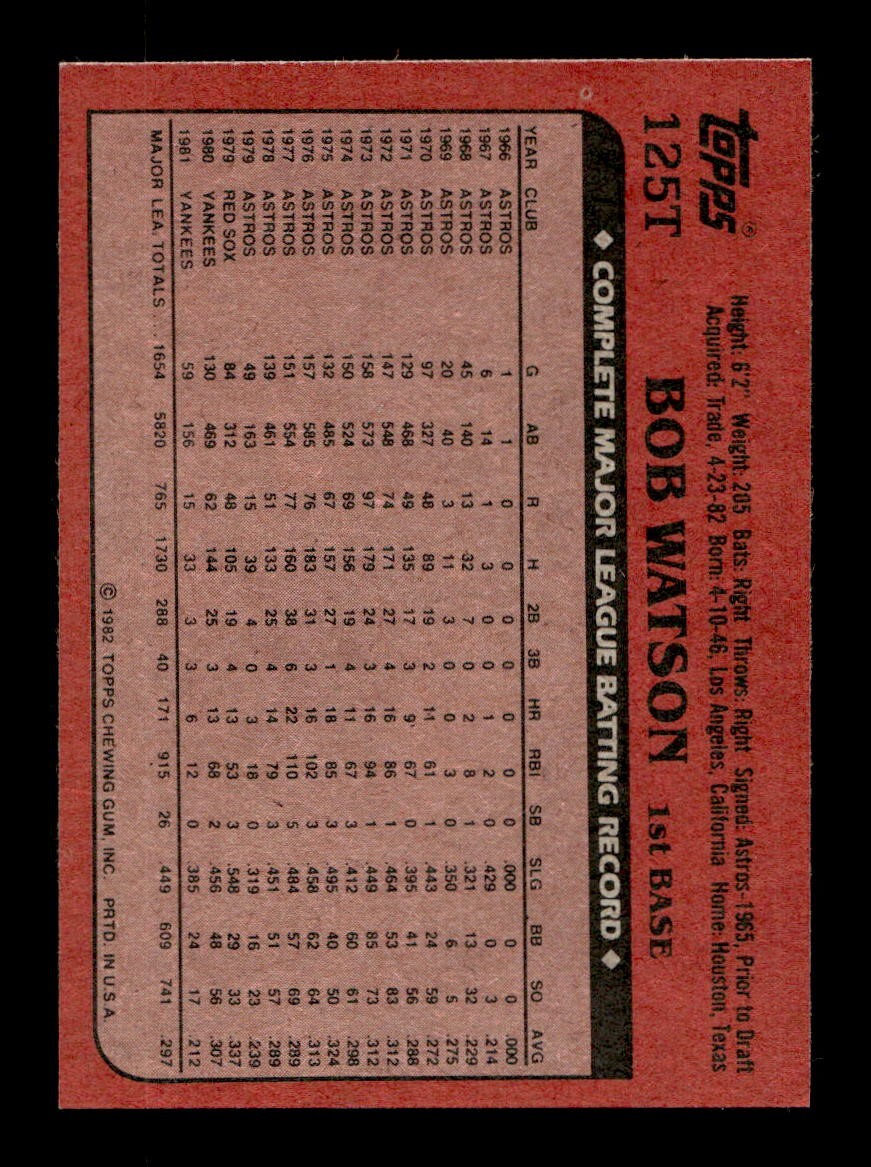 Topps®
125T BOB WATSON 1st BASE
Height: 6'2" Weight: 205 Bats: Right Throws: Right Signed: Astros-1965, Prior to Draft
Acquired: Trade, 4-23-82 Born: 4-10-46, Los Angeles, California Home: Houston, Texas
◆ COMPLETE MAJOR LEAGUE BATTING RECORD ◆
YEAR CLUB G AB R H 2B 3B HR RBI SB SLG BB SO AVG
1966 ASTROS 1 1 0 0 0 0 0 0 0 .000 0 0 .000
1967 ASTROS 6 14 1 3 0 0 1 2 0 .429 0 3 .214
1968 ASTROS 45 140 13 32 7 0 2 8 1 .321 13 32 .229
1969 ASTROS 20 40 3 11 3 0 0 3 0 .350 6 5 .275
1970 ASTROS 97 327 48 89 19 2 11 61 1 .443 24 59 .272
1971 ASTROS 129 468 49 135 17 3 9 67 0 .395 41 56 .288
1972 ASTROS 147 548 74 171 27 4 16 86 1 .464 53 83 .312
1973 ASTROS 158 573 97 179 24 3 16 94 1 .449 85 73 .312
1974 ASTROS 150 524 69 156 19 4 11 67 3 .412 60 61 .298
1975 ASTROS 132 485 67 157 27 1 18 85 3 .495 40 50 .324
1976 ASTROS 157 585 76 183 31 3 16 102 3 .458 62 64 .313
1977 ASTROS 151 554 77 160 38 6 22 110 5 .484 57 69 .289
1978 ASTROS 139 461 51 133 25 4 14 79 3 .451 51 57 .289
1979 ASTROS 49 163 15 39 4 0 3 18 0 .319 16 23 .239
1979 RED SOX 84 312 48 105 19 4 13 53 3 .548 29 33 .337
1980 YANKEES 130 469 62 144 25 3 13 68 2 .456 48 56 .307
1981 YANKEES 59 156 15 33 3 3 6 12 0 .385 24 17 .212
MAJOR LEA. TOTALS ... 1654 5820 765 1730 288 40 171 915 26 .449 609 741 .297
© 1982 TOPPS CHEWING GUM, INC. PRTD. IN U.S.A.